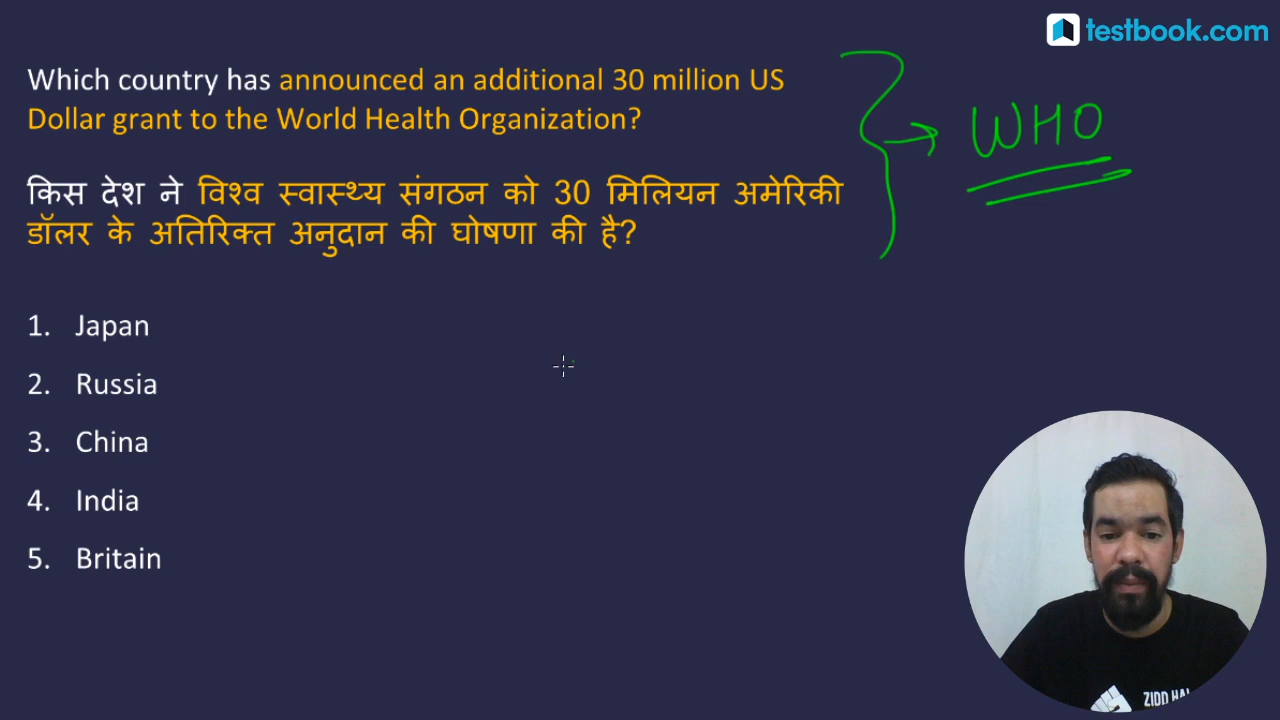 testbook.com
Which country has announced an additional 30 million US
Dollar grant to the World Health Organization?
WHO
किस देश ने विश्व स्वास्थ्य संगठन को 30 मिलियन अमेरिकी
डॉलर के अतिरिक्त अनुदान की घोषणा की है?
1. Japan
2. Russia
3. China
4. India
5. Britain
ZIDD